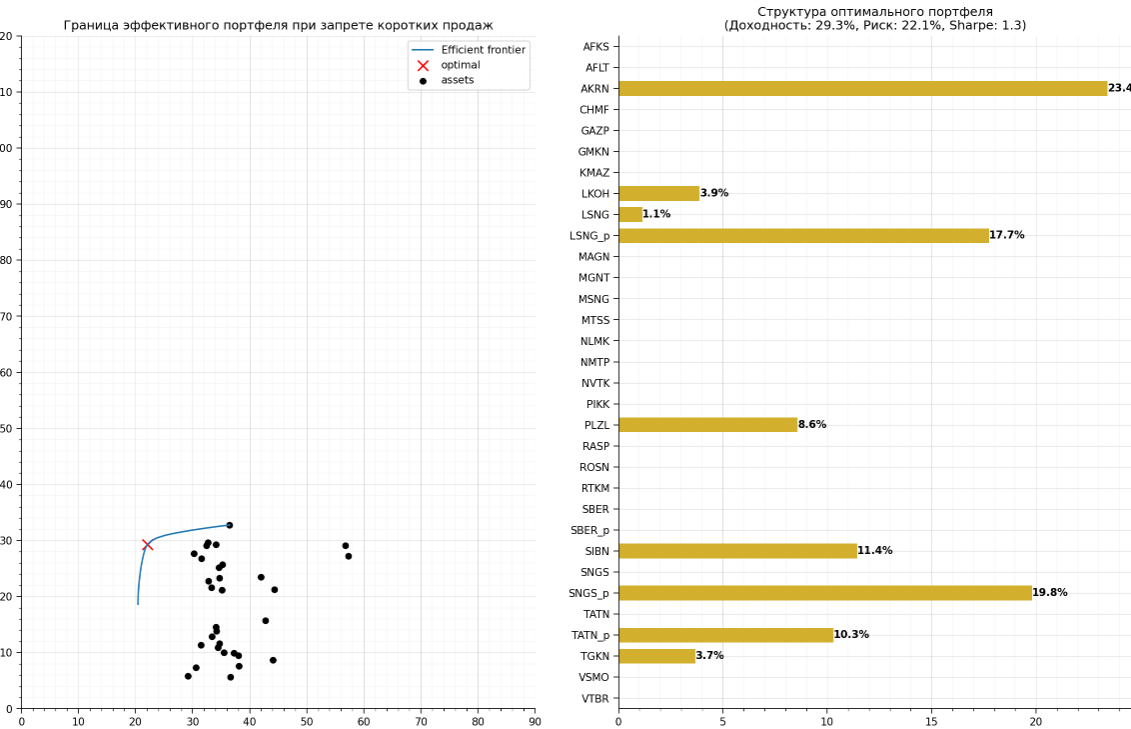 Граница эффективного портфеля при запрете коротких продаж
Efficient frontier
optimal
assets
20
10
00
90
80
70
60
50
40
30
20
10
0
0 10 20 30 40 50 60 70 80 90
Структура оптимального портфеля
(Доходность: 29.3%, Риск: 22.1%, Sharpe: 1.3)
AFKS
AFLT
AKRN 23.4
CHMF
GAZP
GMKN
KMAZ
LKOH 3.9%
LSNG 1.1%
LSNG_p 17.7%
MAGN
MGNT
MSNG
MTSS
NLMK
NMTP
NVTK
PIKK
PLZL 8.6%
RASP
ROSN
RTKM
SBER
SBER_p
SIBN 11.4%
SNGS
SNGS_p 19.8%
TATN
TATN_p 10.3%
TGKN 3.7%
VSMO
VTBR
0 5 10 15 20